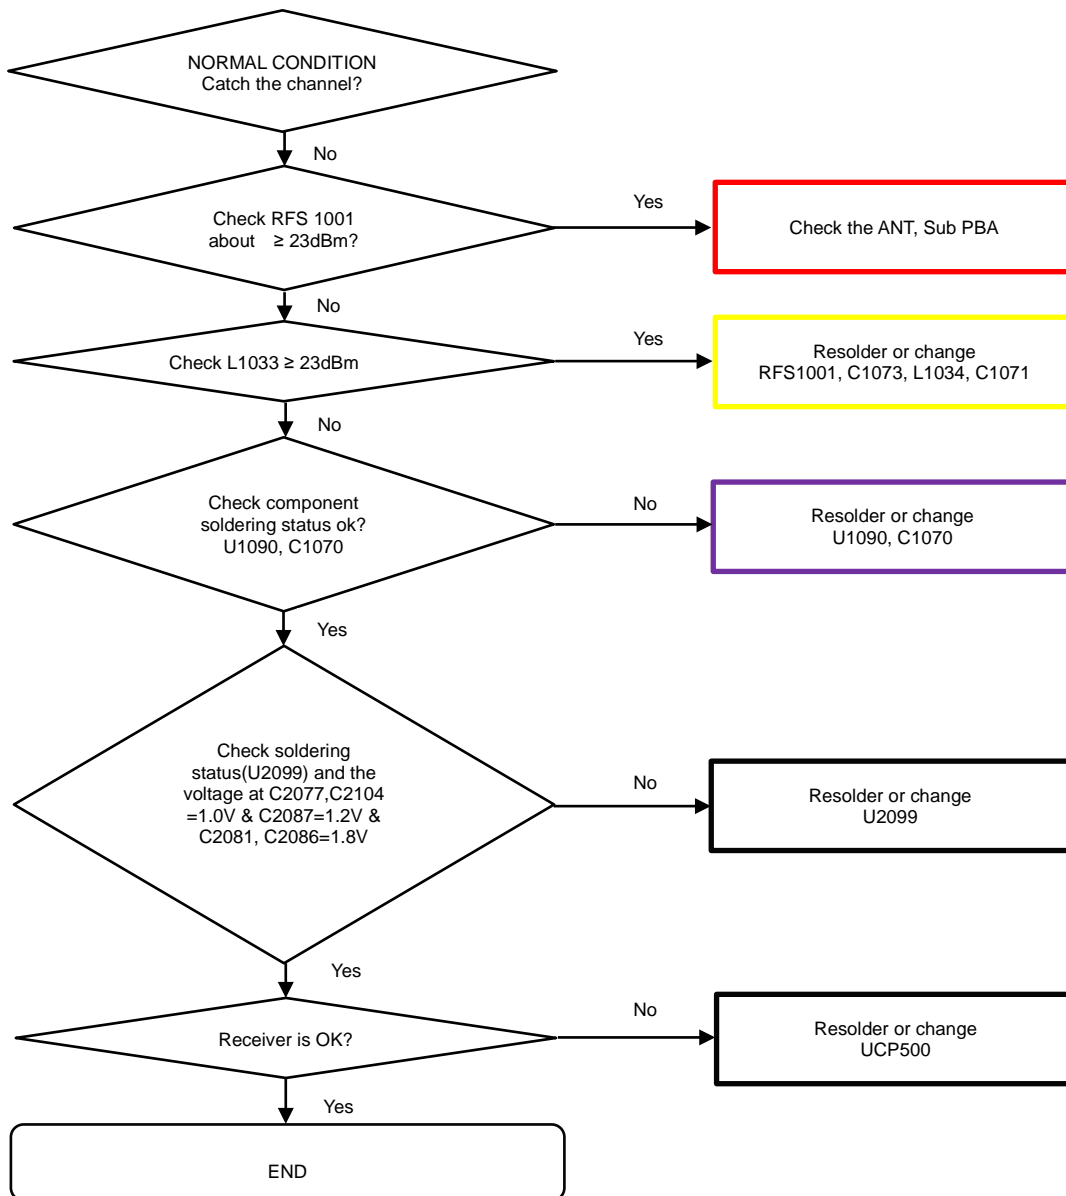 NORMAL CONDITION
Catch the channel?
No
Check RFS 1001
about ≥ 23dBm?
Yes
Check the ANT, Sub PBA
No
Check L1033 ≥ 23dBm
Yes
Resolder or change
RFS1001, C1073, L1034, C1071
No
Check component
soldering status ok?
U1090, C1070
No
Resolder or change
U1090, C1070
Yes
Check soldering
status(U2099) and the
voltage at C2077,C2104
=1.0V & C2087=1.2V &
C2081, C2086=1.8V
No
Resolder or change
U2099
Yes
Receiver is OK?
No
Resolder or change
UCP500
Yes
END